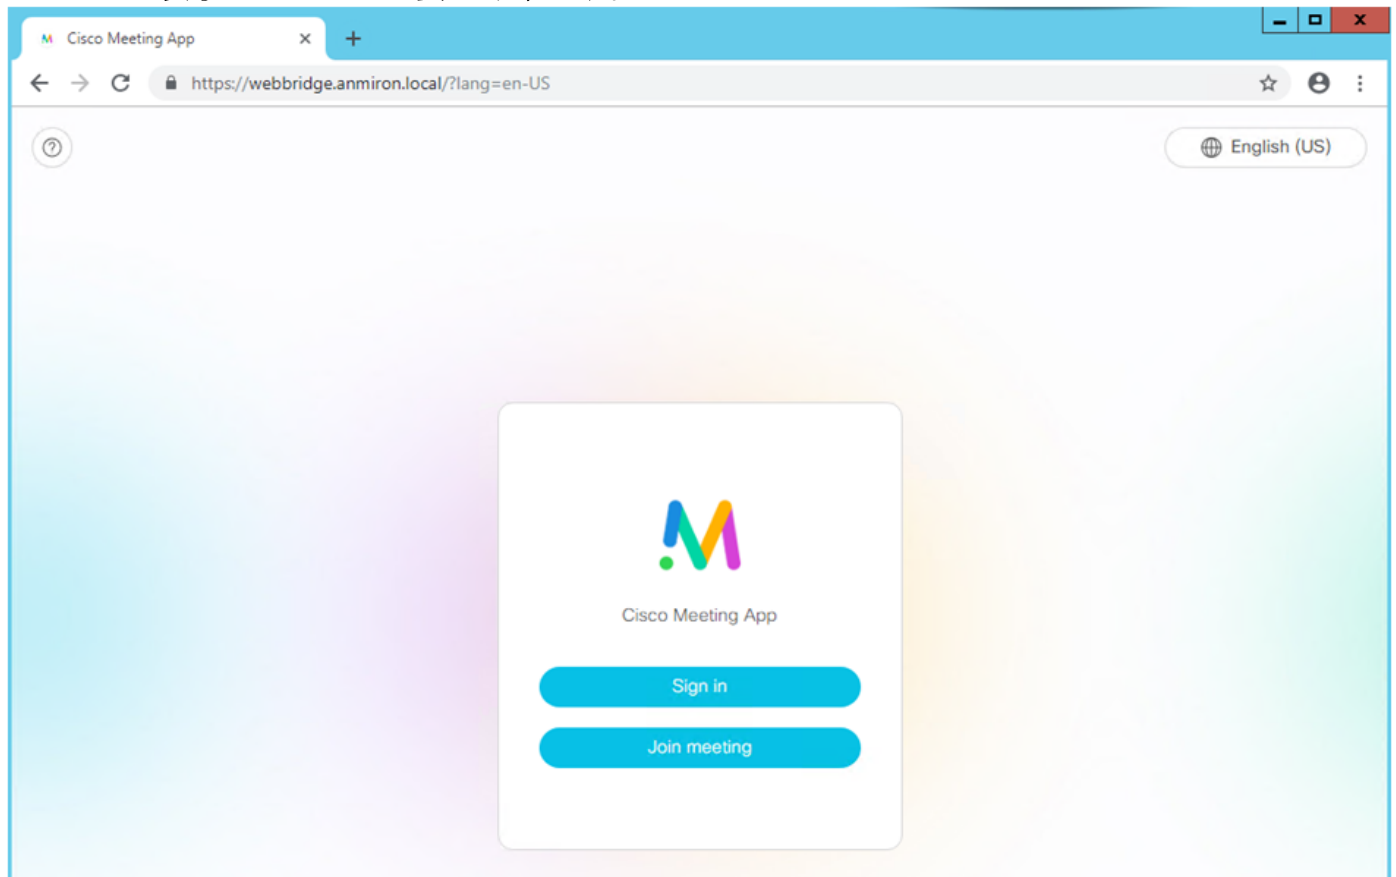 Cisco Meeting App
https://webbridge.anmiron.local/?lang=en-US
English (US)
Cisco Meeting App
Sign in
Join meeting